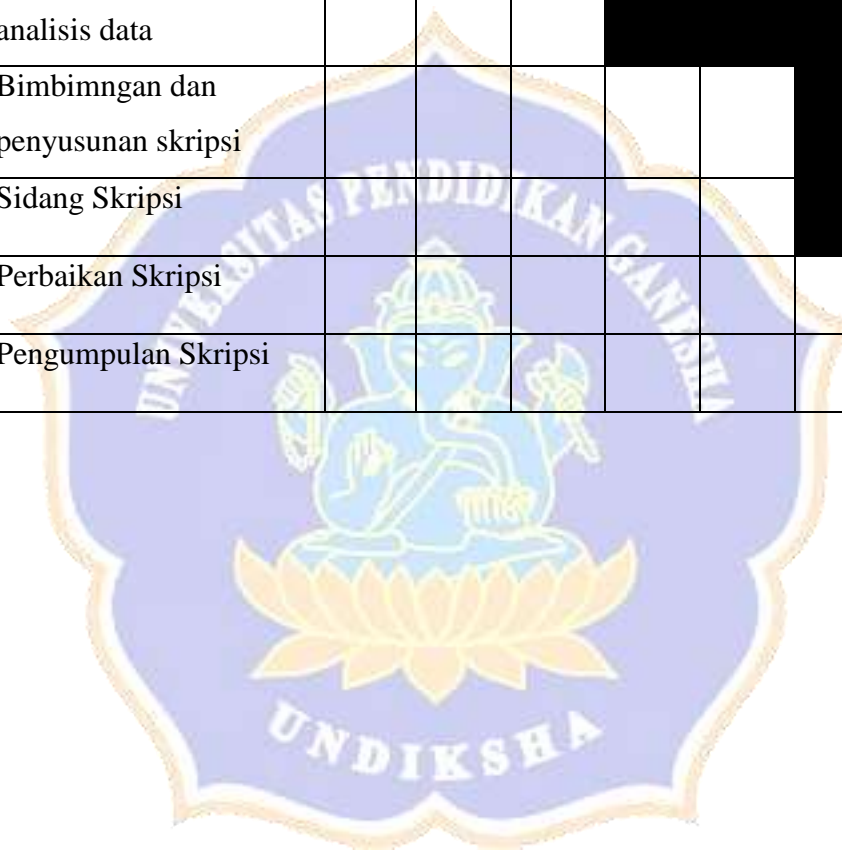 analisis data
Bimbimngan dan
penyusunan skripsi
Sidang Skripsi
Perbaikan Skripsi
Pengumpulan Skripsi
UNIVERSITAS PENDIDIKAN GANESHA
UNDIKSHA